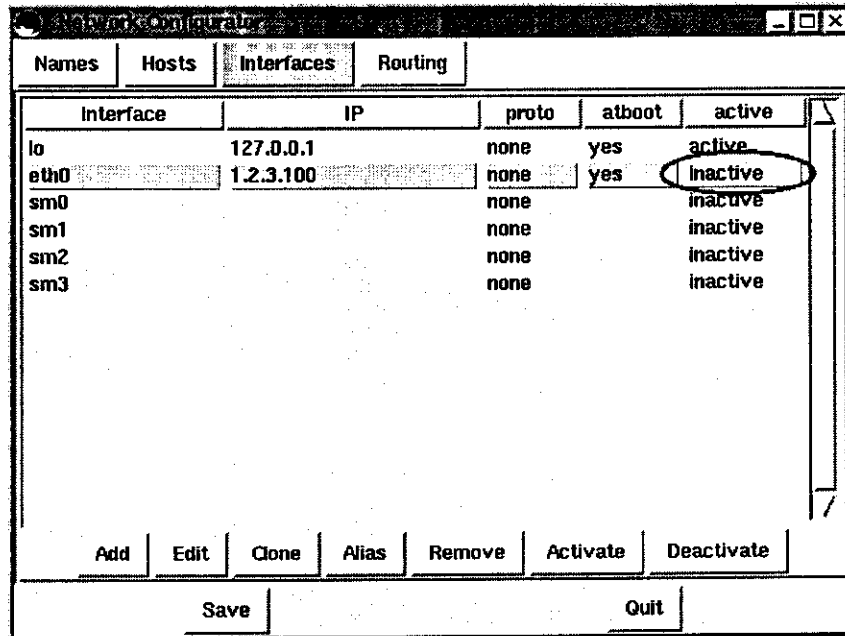 Network Configurator
Names Hosts Interfaces Routing
Interface IP proto atboot active
lo 127.0.0.1 none yes active
eth0 1.2.3.100 none yes inactive
sm0 none inactive
sm1 none inactive
sm2 none inactive
sm3 none inactive
Add Edit Clone Alias Remove Activate Deactivate
Save Quit